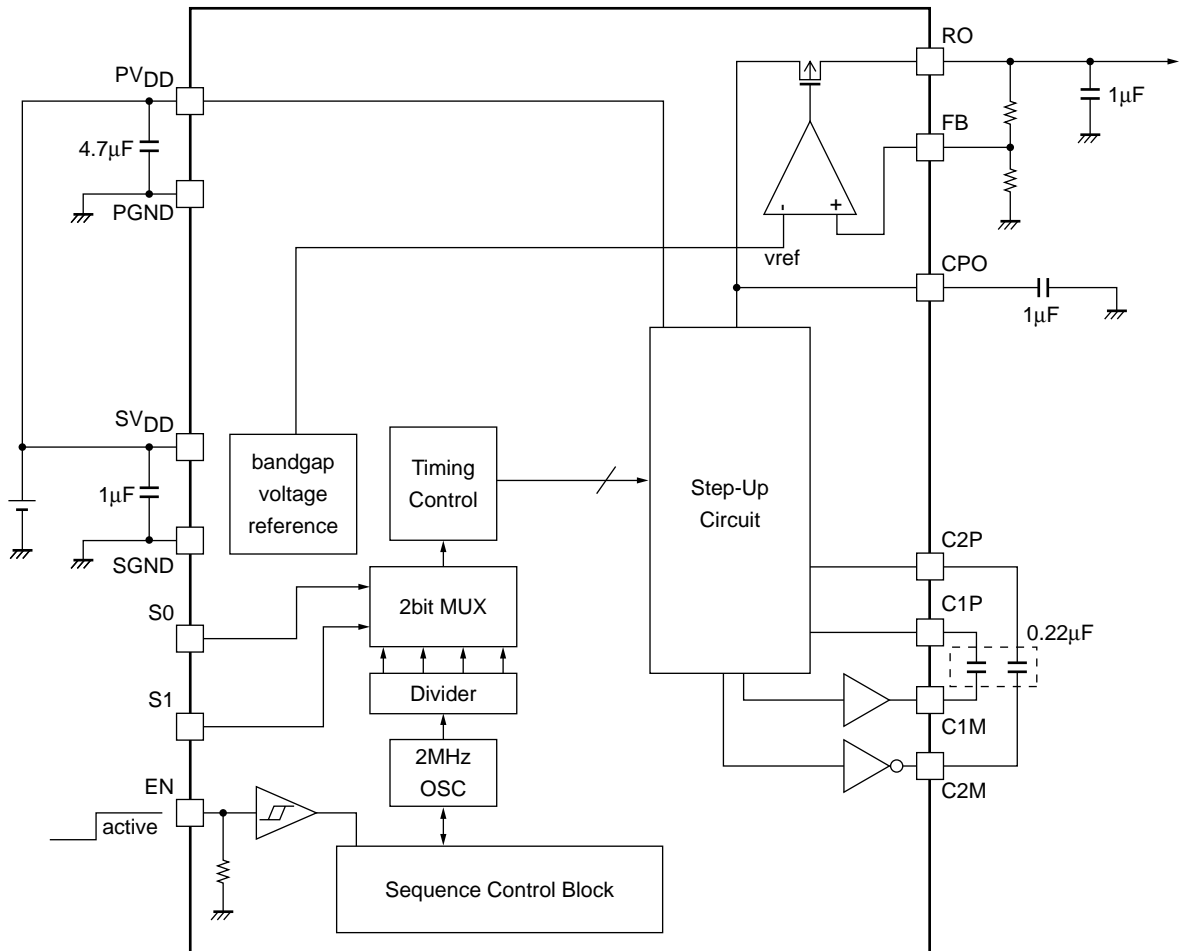 RO
PVDD
1µF
FB
4.7µF
PGND
- +
vref
CPO
1µF
SVDD
bandgap
voltage
reference
Timing
Control
1µF
Step-Up
Circuit
SGND
C2P
S0
2bit MUX
C1P
0.22µF
S1
Divider
C1M
2MHz
OSC
EN
C2M
active
Sequence Control Block